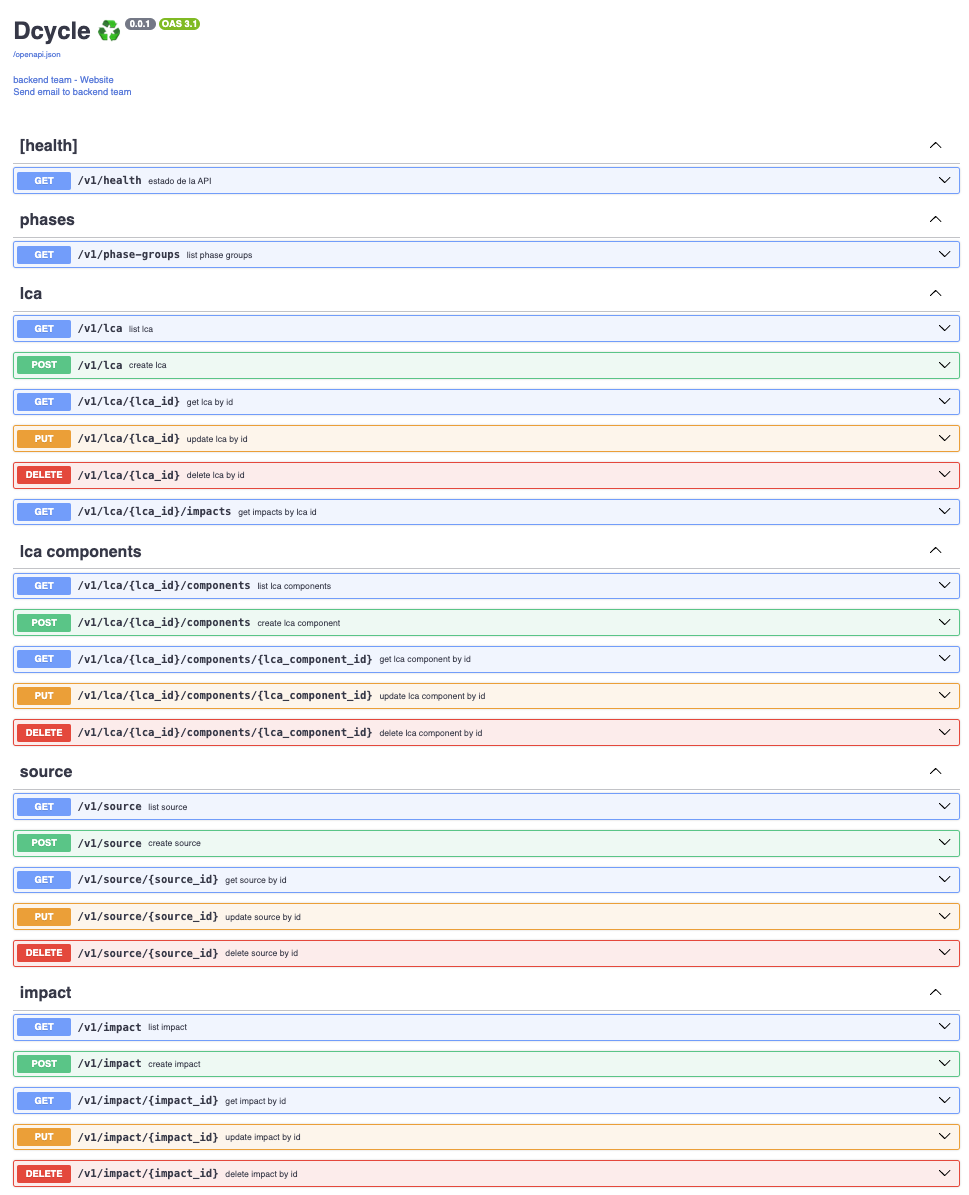 Dcycle ♻️ 0.0.1 OAS 3.1
/openapi.json
backend team - Website
Send email to backend team
[health]
GET /v1/health estado de la API
phases
GET /v1/phase-groups list phase groups
lca
GET /v1/lca list lca
POST /v1/lca create lca
GET /v1/lca/{lca_id} get lca by id
PUT /v1/lca/{lca_id} update lca by id
DELETE /v1/lca/{lca_id} delete lca by id
GET /v1/lca/{lca_id}/impacts get impacts by lca id
lca components
GET /v1/lca/{lca_id}/components list lca components
POST /v1/lca/{lca_id}/components create lca component
GET /v1/lca/{lca_id}/components/{lca_component_id} get lca component by id
PUT /v1/lca/{lca_id}/components/{lca_component_id} update lca component by id
DELETE /v1/lca/{lca_id}/components/{lca_component_id} delete lca component by id
source
GET /v1/source list source
POST /v1/source create source
GET /v1/source/{source_id} get source by id
PUT /v1/source/{source_id} update source by id
DELETE /v1/source/{source_id} delete source by id
impact
GET /v1/impact list impact
POST /v1/impact create impact
GET /v1/impact/{impact_id} get impact by id
PUT /v1/impact/{impact_id} update impact by id
DELETE /v1/impact/{impact_id} delete impact by id